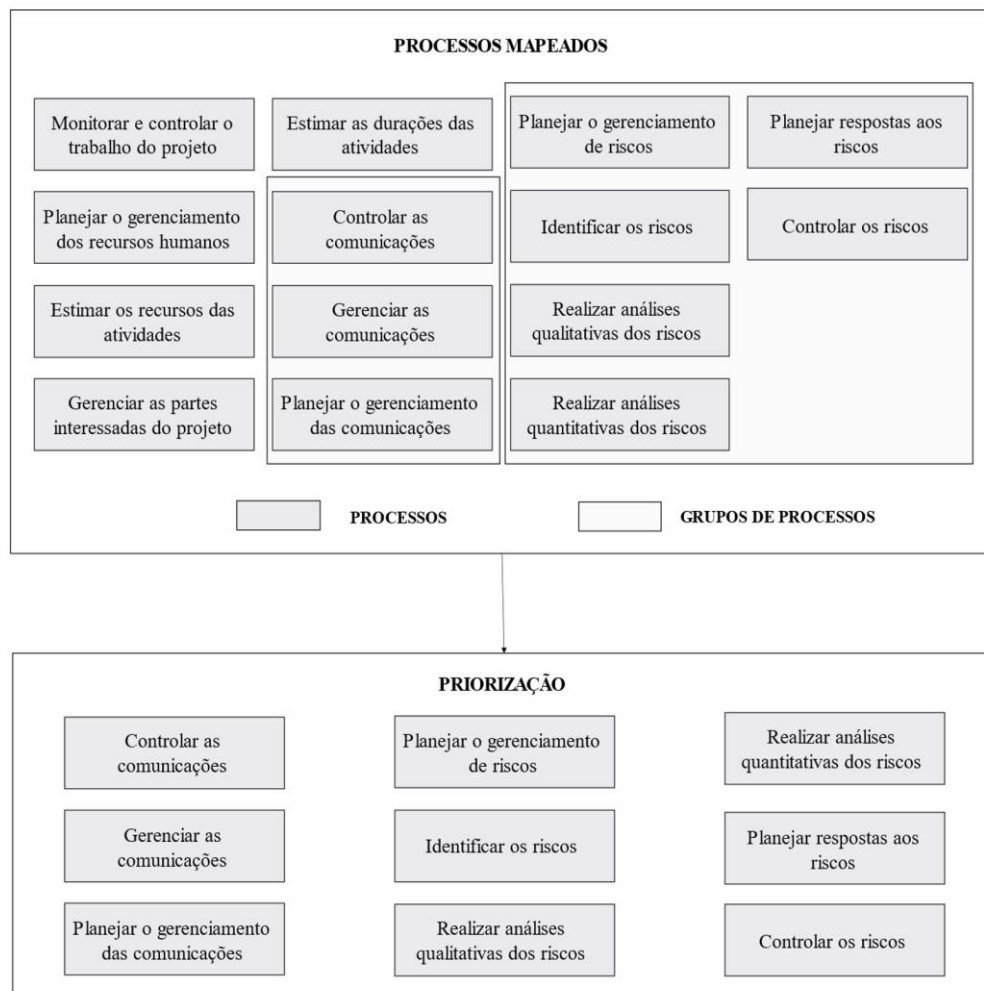 PROCESSOS MAPEADOS
Monitorar e controlar o
trabalho do projeto
Estimar as durações das
atividades
Planejar o gerenciamento
de riscos
Planejar respostas aos
riscos
Planejar o gerenciamento
dos recursos humanos
Controlar as
comunicações
Identificar os riscos
Controlar os riscos
Estimar os recursos das
atividades
Gerenciar as
comunicações
Realizar análises
qualitativas dos riscos
Gerenciar as partes
interessadas do projeto
Planejar o gerenciamento
das comunicações
Realizar análises
quantitativas dos riscos
PROCESSOS
GRUPOS DE PROCESSOS
PRIORIZAÇÃO
Controlar as
comunicações
Planejar o gerenciamento
de riscos
Realizar análises
quantitativas dos riscos
Gerenciar as
comunicações
Identificar os riscos
Planejar respostas aos
riscos
Planejar o gerenciamento
das comunicações
Realizar análises
qualitativas dos riscos
Controlar os riscos